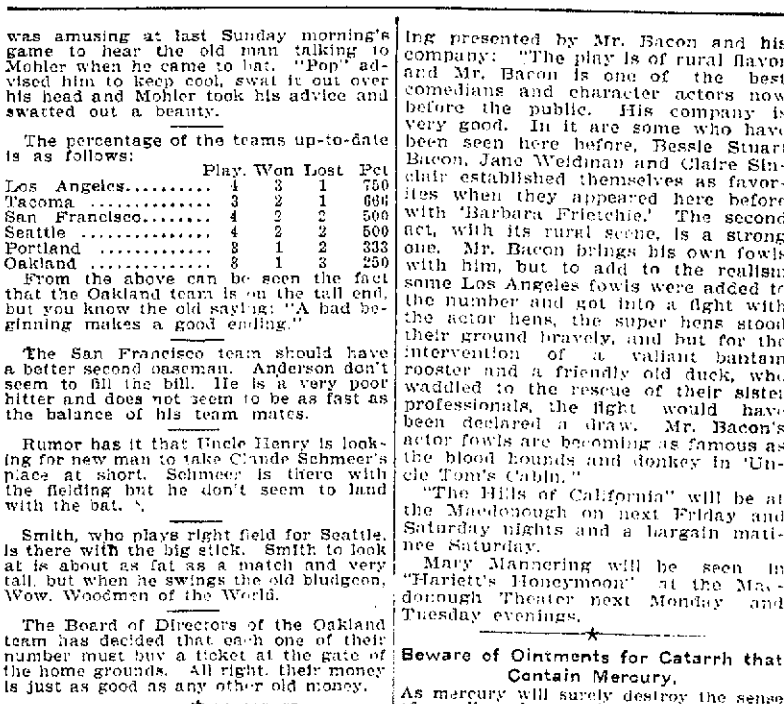 was amusing at last Sunday morning's
game to hear the old man talking to
Mohler when he came to bat. "Pop" ad-
vised him to keep cool, swat it out over
his head and Mohler took his advice and
swatted out a beauty.
The percentage of the teams up-to-date
is as follows:
Play. Won Lost Pct
Los Angeles.......... 4 3 1 750
Tacoma ............. 3 2 1 666
San Francisco....... 4 2 2 500
Seattle ............. 4 2 2 500
Portland ........... 3 1 2 333
Oakland ............ 3 1 3 250
From the above can be seen the fact
that the Oakland team is on the tail end,
but you know the old saying: "A bad be-
ginning makes a good ending."
The San Francisco team should have
a better second baseman. Anderson don't
seem to fill the bill. He is a very poor
hitter and does not seem to be as fast as
the balance of his team mates.
Rumor has it that Uncle Henry is look-
ing for new man to take Claude Schmeer's
place at short. Schmeer is there with
the fielding but he don't seem to land
with the bat.
Smith, who plays right field for Seattle,
is there with the big stick. Smith to look
at is about as fat as a match and very
tall, but when he swings the old bludgeon,
Wow. Woodmen of the World.
The Board of Directors of the Oakland
team has decided that each one of their
number must buy a ticket at the gate of
the home grounds. All right, their money
is just as good as any other old money.
ing presented by Mr. Bacon and his
company: "The play is of rural flavor
and Mr. Bacon is one of the best
comedians and character actors now
before the public. His company is
very good. In it are some who have
been seen here before, Bessie Stuart
Bacon, Jane Weidman and Claire Sin-
clair established themselves as favor-
ites when they appeared here before
with 'Barbara Frietchie.' The second
act, with its rural scene, is a strong
one. Mr. Bacon brings his own fowls
with him, but to add to the realism
some Los Angeles fowls were added to
the number and got into a fight with
the actor hens, the super hens stood
their ground bravely, and but for the
intervention of a valiant bantam
rooster and a friendly old duck, who
waddled to the rescue of their sister
professionals, the fight would have
been declared a draw. Mr. Bacon's
actor fowls are becoming as famous as
the blood hounds and donkey in 'Un-
cle Tom's Cabin."
"The Hills of California" will be at
the Macdonough on next Friday and
Saturday nights and a bargain mati-
nee Saturday.
Mary Mannering will be seen in
"Hariett's Honeymoon" at the Mac-
donough Theater next Monday and
Tuesday evenings.
Beware of Ointments for Catarrh that
Contain Mercury,
As mercury will surely destroy the sense